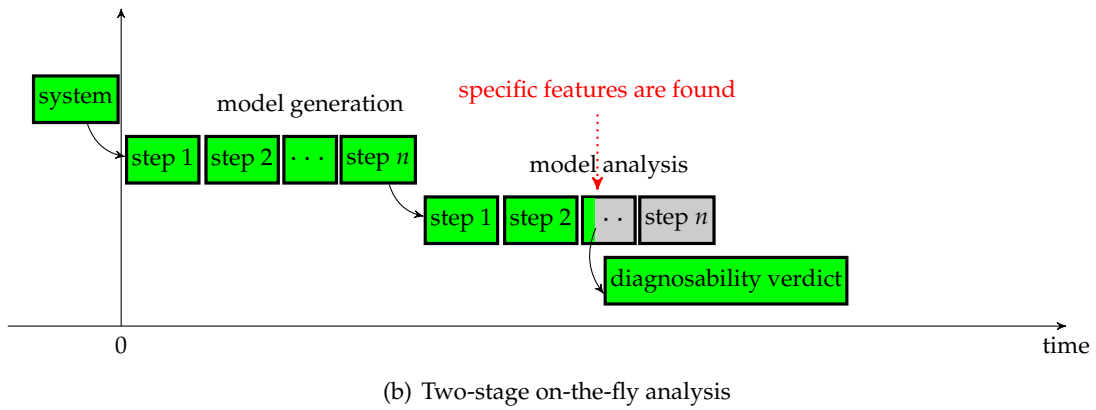 system
model generation
specific features are found
step 1 step 2 · · · step n
model analysis
step 1 step 2 · · step n
diagnosability verdict
0
time
(b) Two-stage on-the-fly analysis